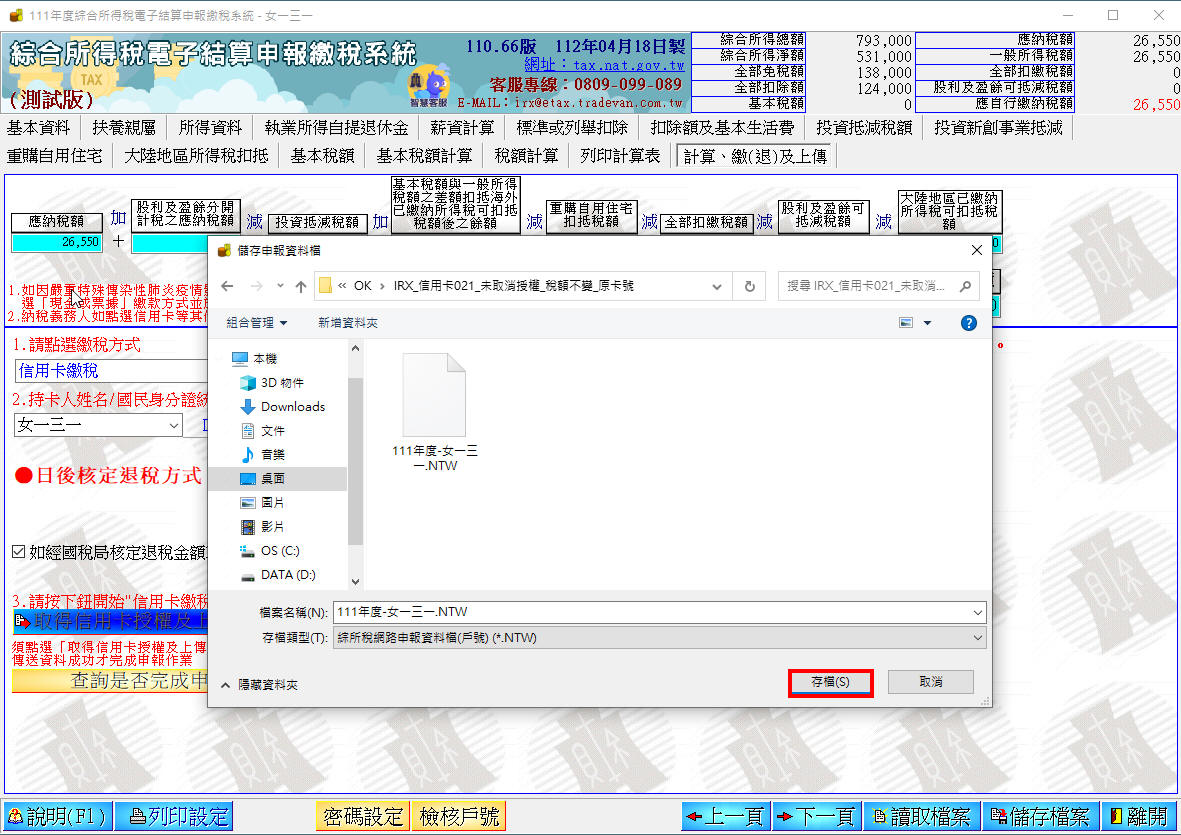 111年度綜合所得稅電子結算申報繳稅系統 - 女一三一
綜合所得稅電子結算申報繳稅系統
(測試版)
TAX
110.66版 112年04月18日製
網址：tax.nat.gov.tw
客服專線：0809-099-089
E-MAIL：irx@etax.tradevan.com.tw
智慧客服
綜合所得總額 793,000 應納稅額 26,550
綜合所得淨額 531,000 一般所得稅額 26,550
全部免稅額 138,000 全部扣繳稅額 0
全部扣除額 124,000 股利及盈餘可抵減稅額 0
基本稅額 0 應自行繳納稅額 26,550
基本資料 扶養親屬 所得資料 執業所得自提退休金 薪資計算 標準或列舉扣除 扣除額及基本生活費 投資抵減稅額 投資新創事業抵減
重購自用住宅 大陸地區所得稅扣抵 基本稅額 基本稅額計算 稅額計算 列印計算表 計算、繳(退)及上傳
應納稅額
26,550
加
+
股利及盈餘分開
計稅之應納稅額
減
投資抵減稅額
加
基本稅額與一般所得
稅額之差額扣抵海外
已繳納所得稅可扣抵
稅額後之餘額
減
重購自用住宅
扣抵稅額
減
全部扣繳稅額
減
股利及盈餘可
抵減稅額
減
大陸地區已繳納
所得稅可扣抵稅
額
0
1.如因嚴重特殊傳染性肺炎疫情
選「現金或票據」繳款方式並
2.納稅義務人如點選信用卡等其
1.請點選繳稅方式
信用卡繳稅
2.持卡人姓名/國民身分證統
女一三一
●日後核定退稅方式
如經國稅局核定退稅金額
3.請按下鈕開始"信用卡繳稅
取得信用卡授權及上
須點選「取得信用卡授權及上傳
傳送資料成功才完成申報作業
查詢是否完成申
儲存申報資料檔
« OK › IRX_信用卡021_未取消授權_稅額不變_原卡號
搜尋 IRX_信用卡021_未取消...
組合管理 新增資料夾
本機
3D 物件
Downloads
文件
音樂
桌面
圖片
影片
OS (C:)
DATA (D:)
111年度-女一三
一.NTW
檔案名稱(N): 111年度-女一三一.NTW
存檔類型(T): 綜所稅網路申報資料檔(戶號) (*.NTW)
隱藏資料夾
存檔(S)
取消
說明(F1) 列印設定 密碼設定 檢核戶號 上一頁 下一頁 讀取檔案 儲存檔案 離開